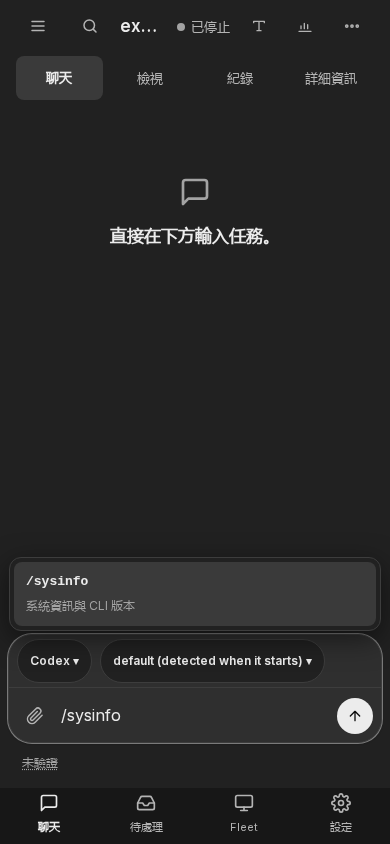 ex...
已停止
聊天
檢視
紀錄
詳細資訊
直接在下方輸入任務。
/sysinfo
系統資訊與 CLI 版本
Codex ▾
default (detected when it starts) ▾
/sysinfo
未驗證
聊天
待處理
Fleet
設定